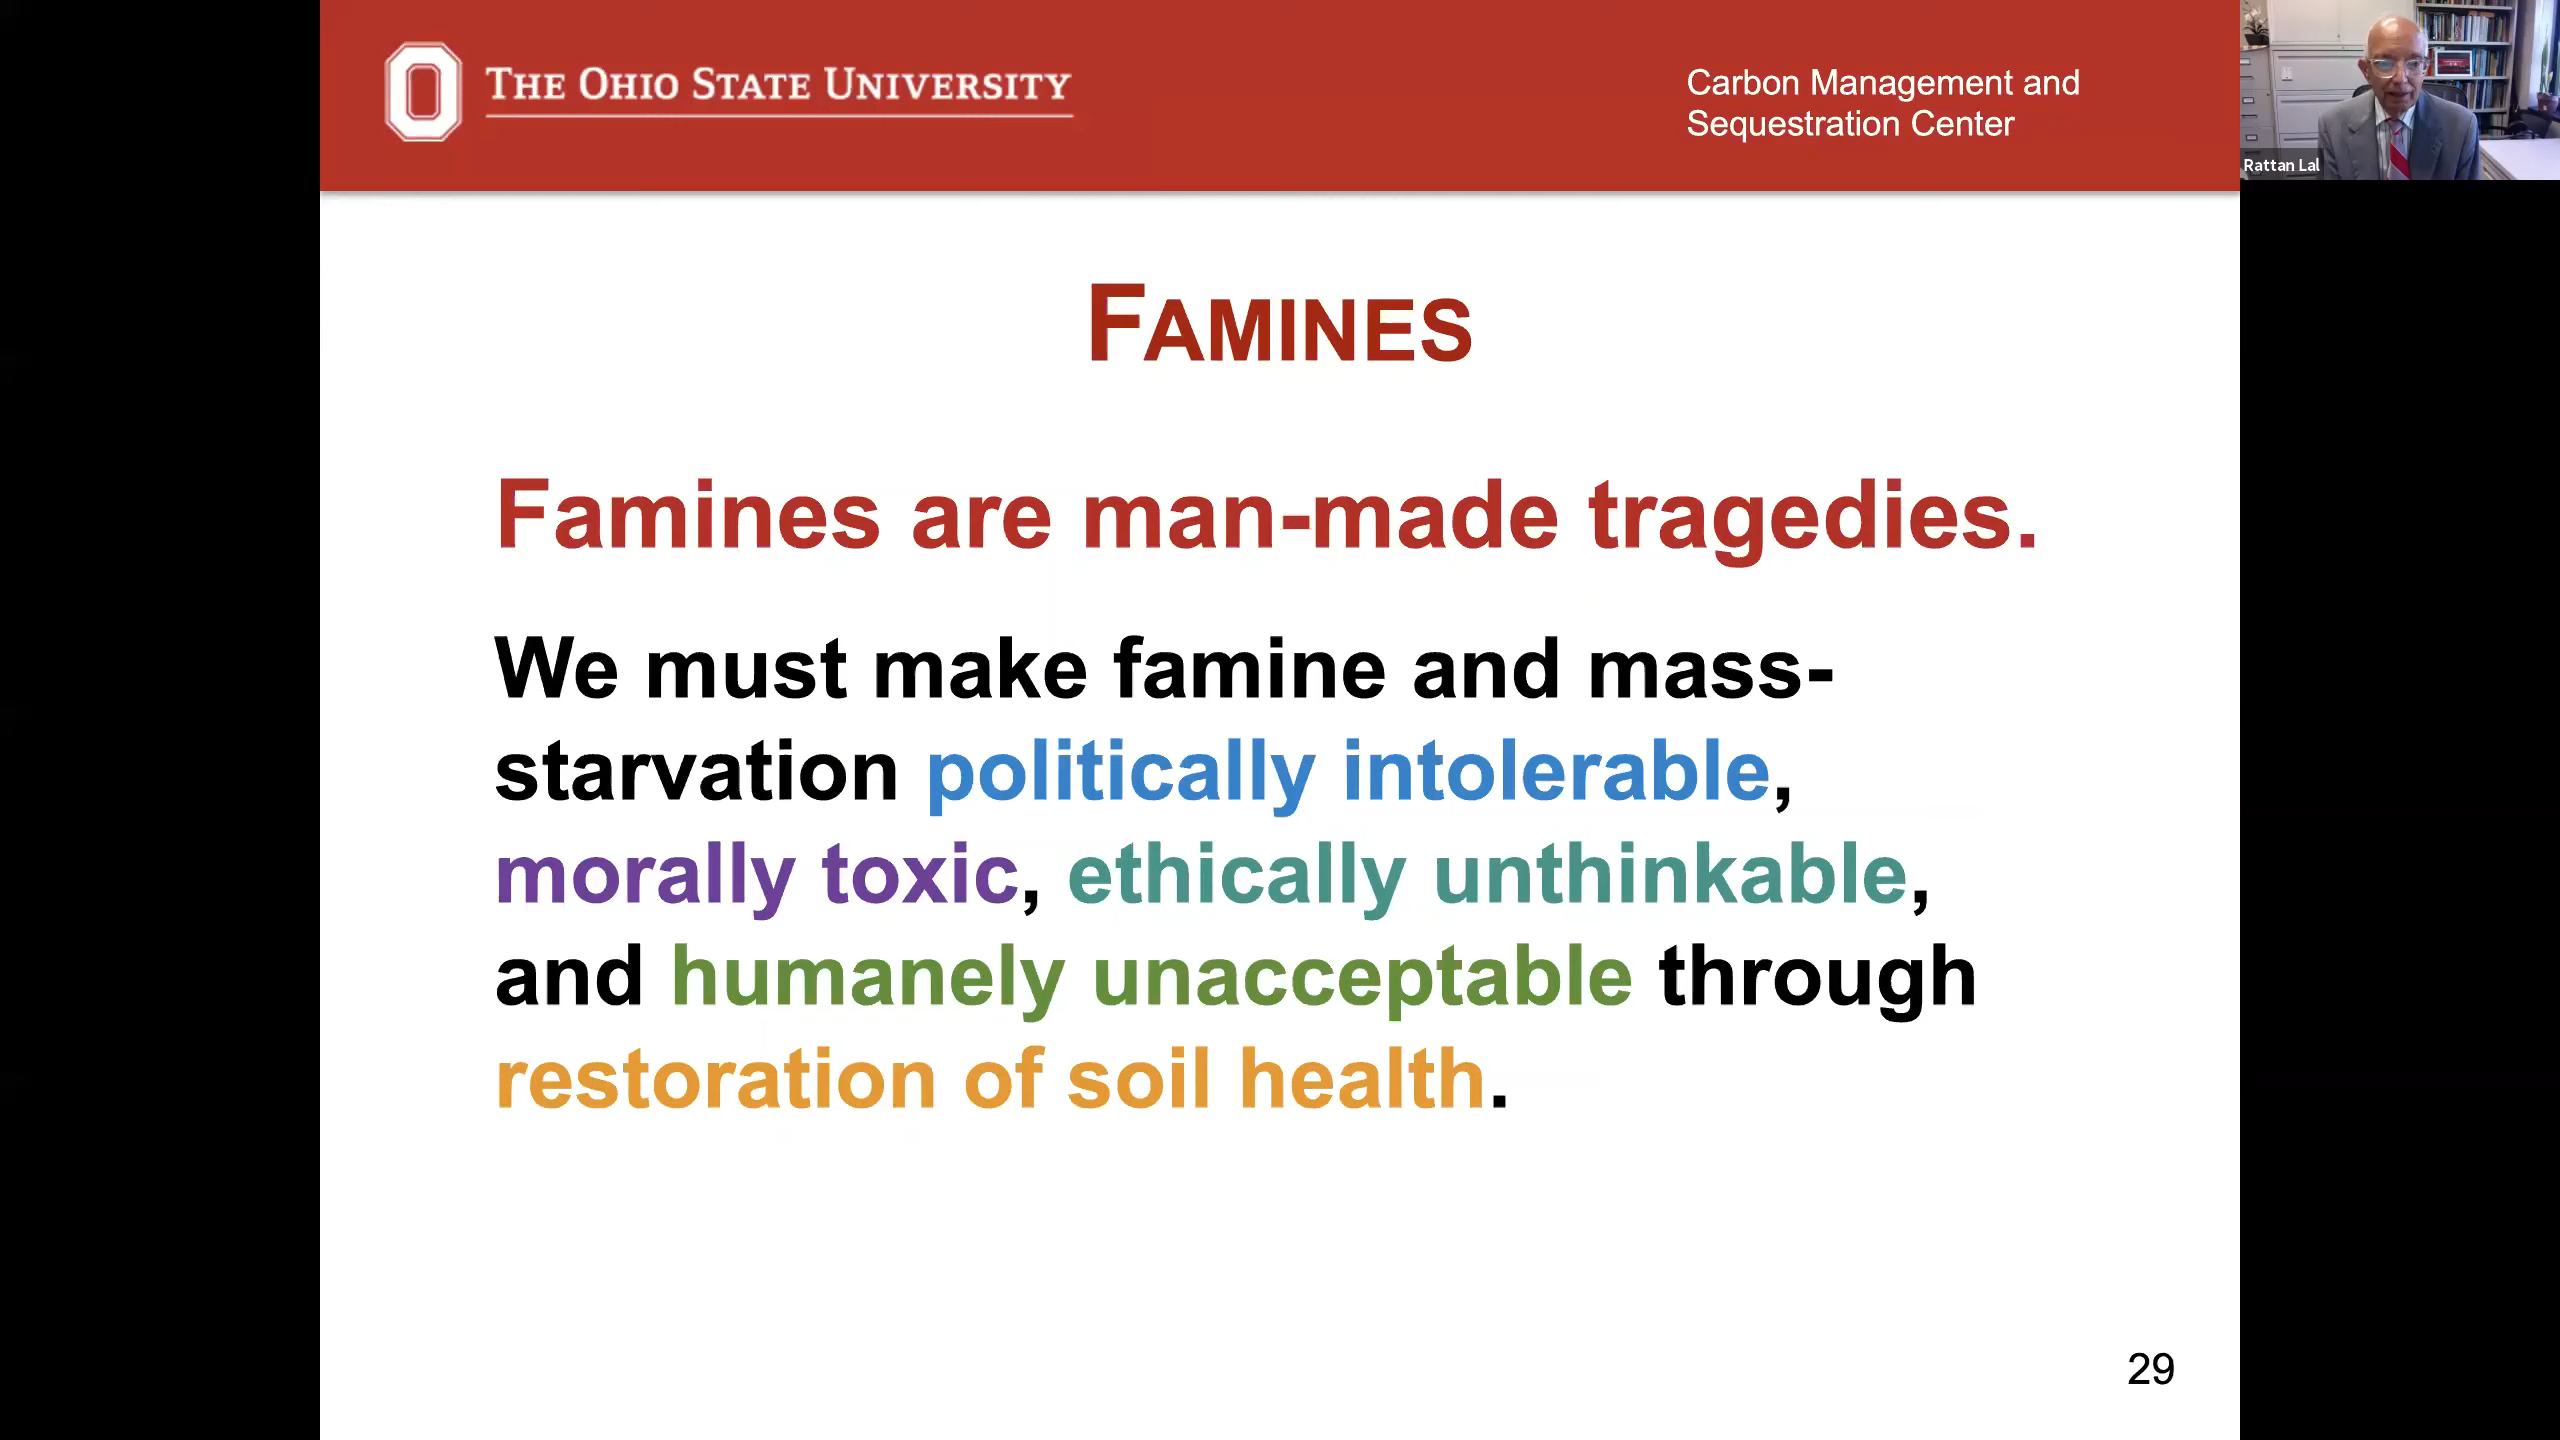 THE OHIO STATE UNIVERSITY
Carbon Management and
Sequestration Center
Rattan Lal
FAMINES
Famines are man-made tragedies.
We must make famine and mass-
starvation politically intolerable,
morally toxic, ethically unthinkable,
and humanely unacceptable through
restoration of soil health.
29